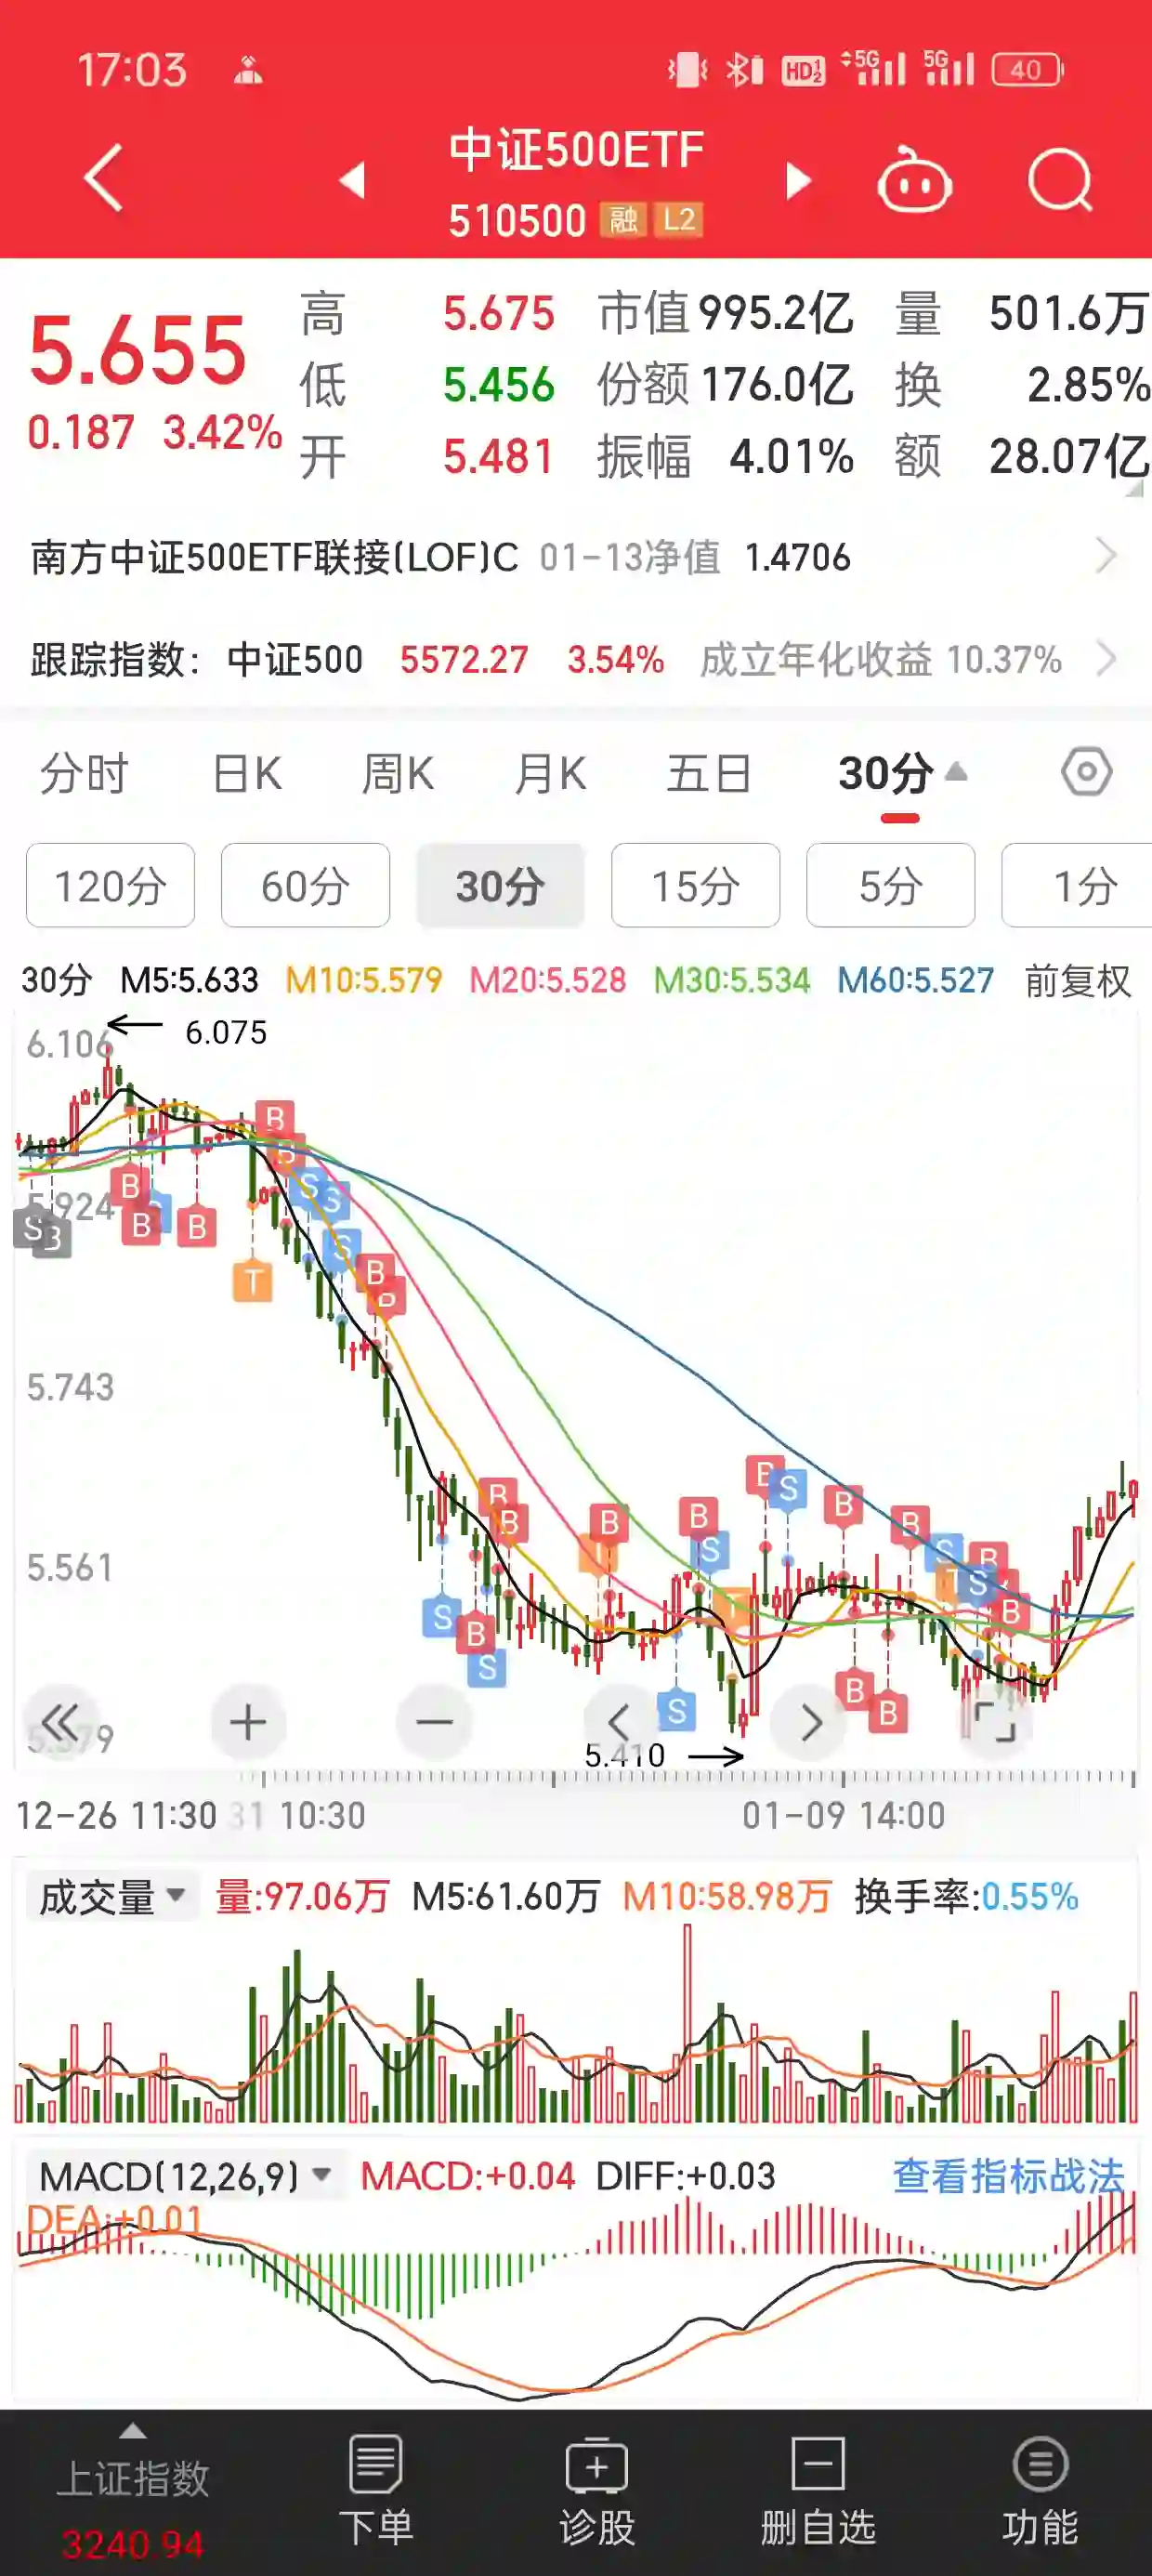 17:03 HD 1 2 5G 5G 40
中证500ETF
510500 融 L2
5.655
0.187 3.42%
高 5.675 市值 995.2亿 量 501.6万
低 5.456 份额 176.0亿 换 2.85%
开 5.481 振幅 4.01% 额 28.07亿
南方中证500ETF联接(LOF)C 01-13净值 1.4706
跟踪指数: 中证500 5572.27 3.54% 成立年化收益 10.37%
分时 日K 周K 月K 五日 30分
120分 60分 30分 15分 5分 1分
30分 M5:5.633 M10:5.579 M20:5.528 M30:5.534 M60:5.527 前复权
6.106 6.075
B
B
B S S
5.924
S B B B
S
T
B
B
5.743
B S
B B B B B
B
S S B
5.561
T S
S B B
S
B
S B
5.410
12-26 11:30 31 10:30 01-09 14:00
成交量 量:97.06万 M5:61.60万 M10:58.98万 换手率:0.55%
MACD(12,26,9) MACD:+0.04 DIFF:+0.03 查看指标战法
DEA:+0.01
上证指数
3240.94
下单 诊股 删自选 功能